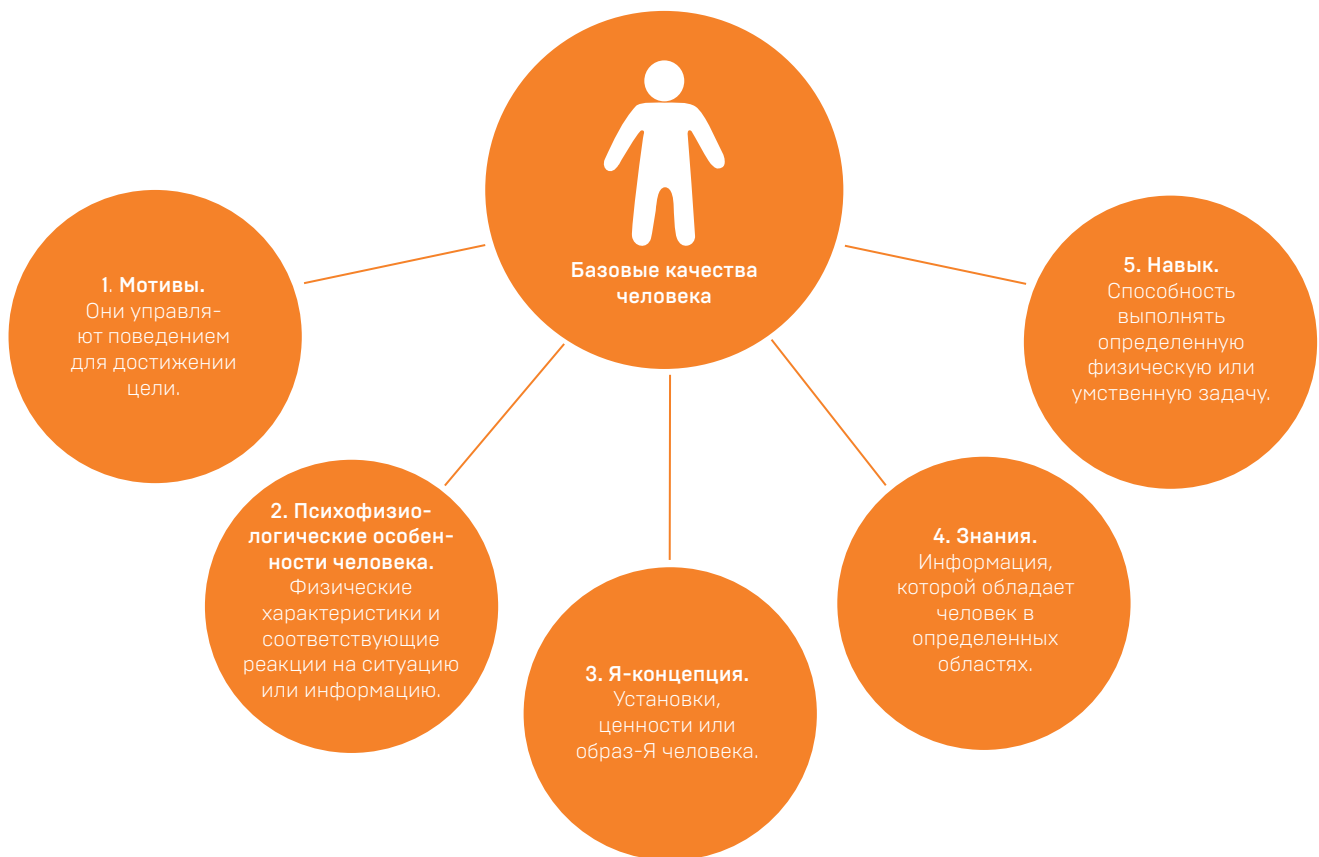 Базовые качества
человека
1. Мотивы.
Они управля-
ют поведением
для достижении
цели.
2. Психофизио-
логические особен-
ности человека.
Физические
характеристики и
соответствующие
реакции на ситуацию
или информацию.
3. Я-концепция.
Установки,
ценности или
образ-Я человека.
4. Знания.
Информация,
которой обладает
человек в
определенных
областях.
5. Навык.
Способность
выполнять
определенную
физическую или
умственную задачу.